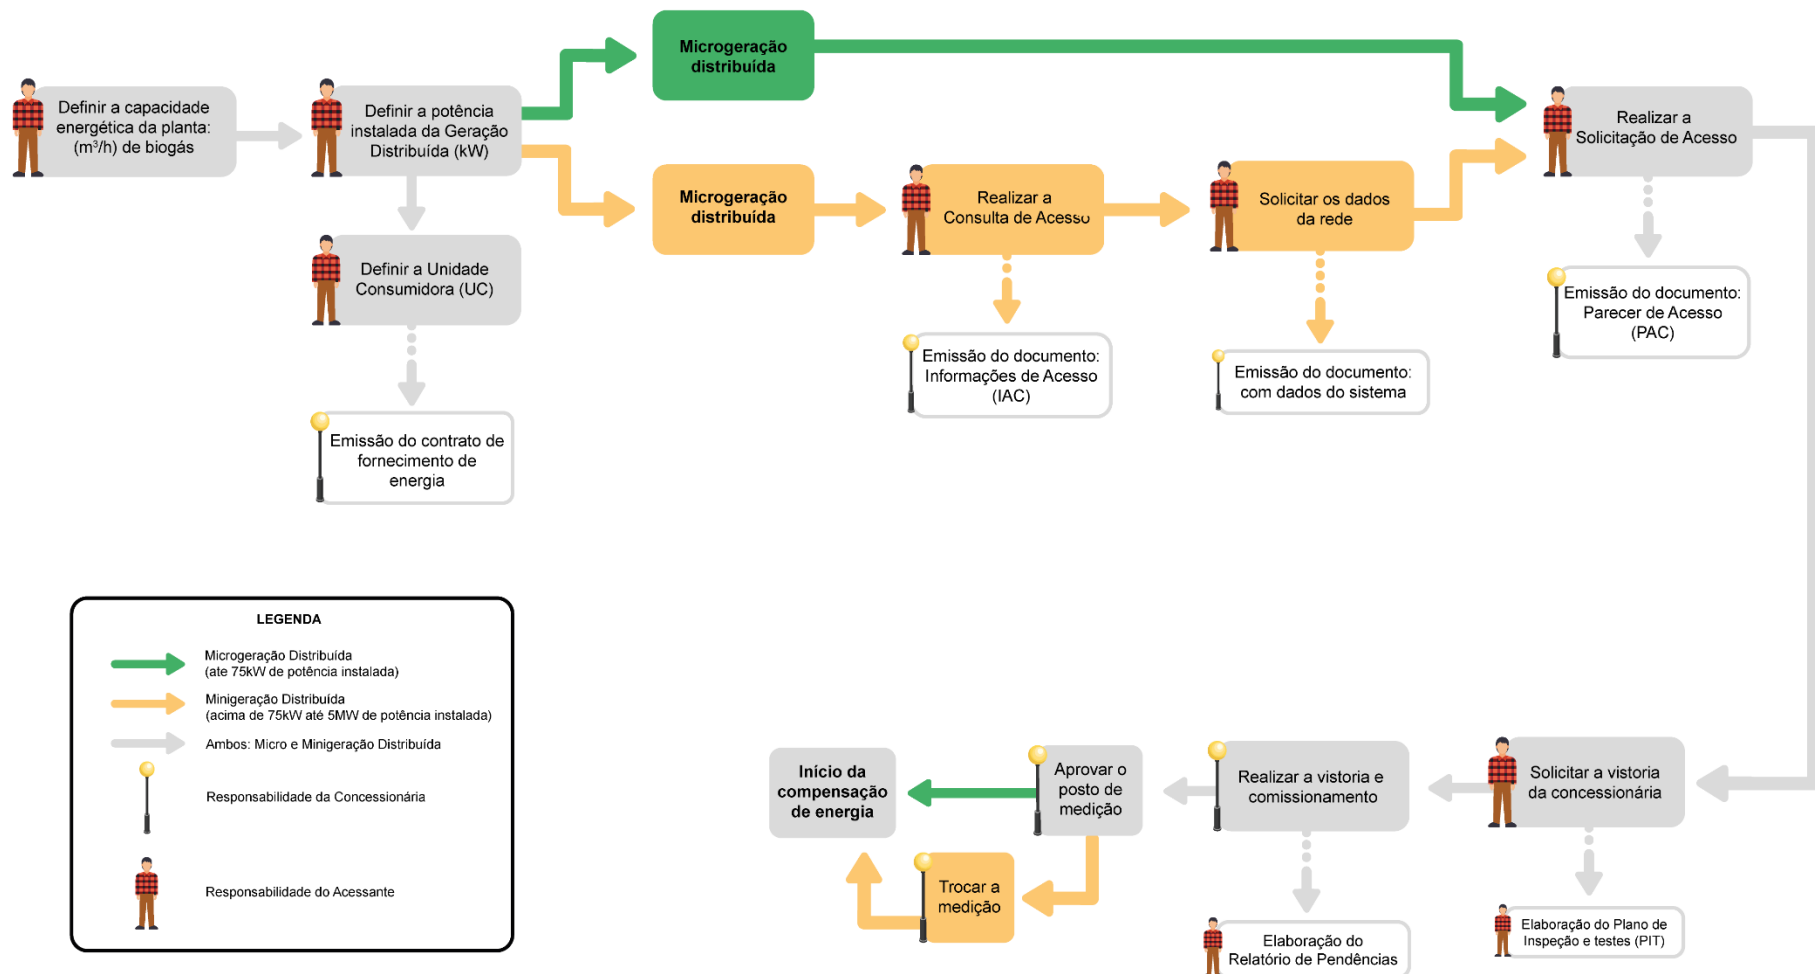 Microgeração
distribuída
Definir a capacidade
energética da planta:
(m³/h) de biogás
Definir a potência
instalada da Geração
Distribuída (kW)
Realizar a
Solicitação de Acesso
Microgeração
distribuída
Realizar a
Consulta de Acesso
Solicitar os dados
da rede
Definir a Unidade
Consumidora (UC)
Emissão do documento:
Parecer de Acesso
(PAC)
Emissão do documento:
Informações de Acesso
(IAC)
Emissão do documento:
com dados do sistema
Emissão do contrato de
fornecimento de
energia
LEGENDA
Microgeração Distribuída
(ate 75kW de potência instalada)
Minigeração Distribuída
(acima de 75kW até 5MW de potência instalada)
Ambos: Micro e Minigeração Distribuída
Responsabilidade da Concessionária
Responsabilidade do Acessante
Início da
compensação
de energia
Aprovar o
posto de
medição
Realizar a vistoria e
comissionamento
Solicitar a vistoria
da concessionária
Trocar a
medição
Elaboração do
Relatório de Pendências
Elaboração do Plano de
Inspeção e testes (PIT)